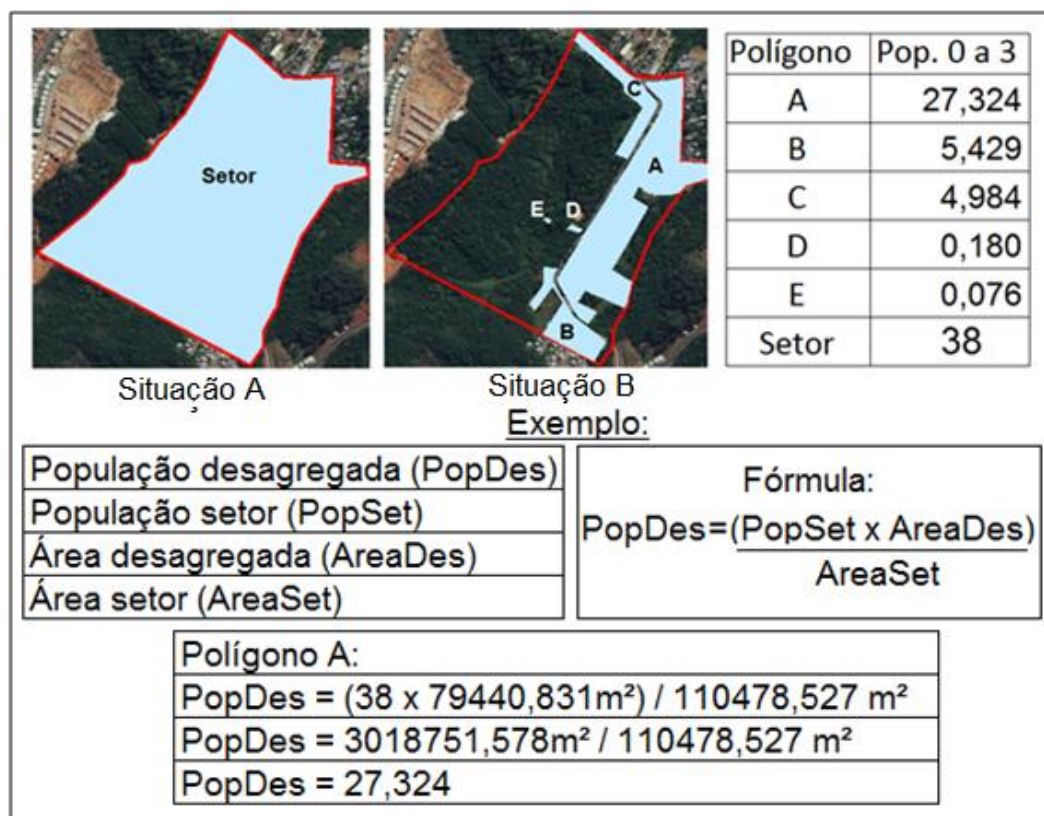 Setor
Situação A
C
A
E
D
B
Situação B
Polígono Pop. 0 a 3
A 27,324
B 5,429
C 4,984
D 0,180
E 0,076
Setor 38
Exemplo:
População desagregada (PopDes)
População setor (PopSet)
Área desagregada (AreaDes)
Área setor (AreaSet)
Fórmula:
PopDes=(PopSet x AreaDes)
AreaSet
Polígono A:
PopDes = (38 x 79440,831m²) / 110478,527 m²
PopDes = 3018751,578m² / 110478,527 m²
PopDes = 27,324